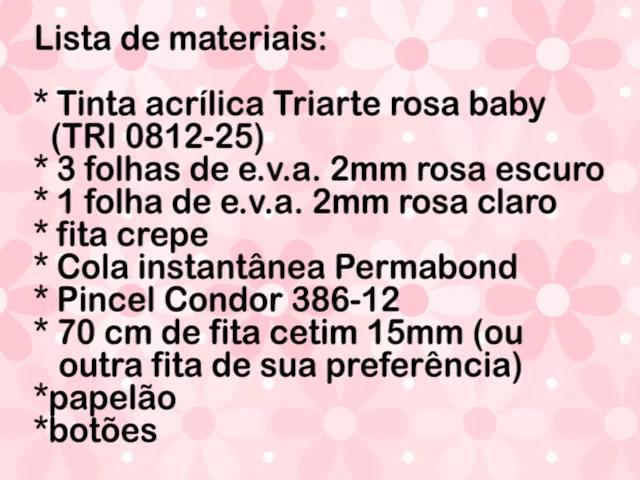 Lista de materiais:
* Tinta acrílica Triarte rosa baby
(TRI 0812-25)
* 3 folhas de e.v.a. 2mm rosa escuro
* 1 folha de e.v.a. 2mm rosa claro
* fita crepe
* Cola instantânea Permabond
* Pincel Condor 386-12
* 70 cm de fita cetim 15mm (ou
outra fita de sua preferência)
*papelão
*botões